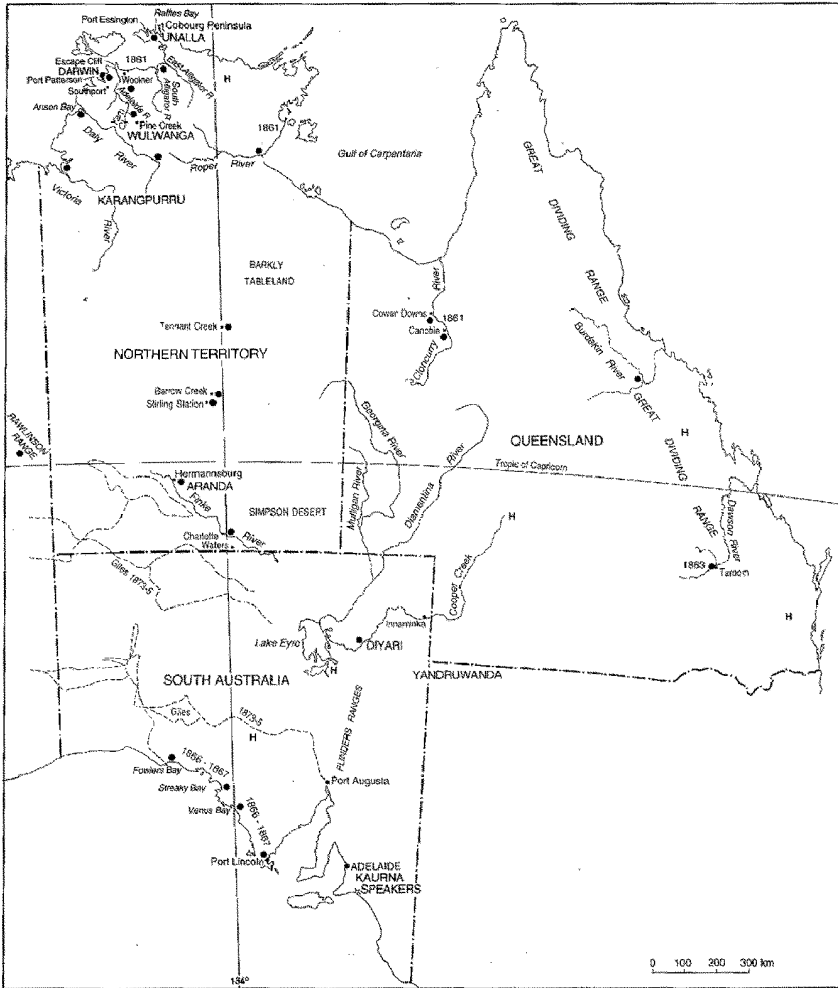 Raffles Bay
Port Essington
Cobourg Peninsula
UNALLA
Escape Cliff
1861
DARWIN
Woolner
East Alligator R
H
Port Patterson
Southport
Adelaide R
South
Alligator R
Anson Bay
Pine Creek
1861
WULWANGA
Daly
River
Roper
River
Gulf of Carpentaria
GREAT
DIVIDING
RANGE
Victoria
River
KARANGPURRU
BARKLY
TABLELAND
River
Cowan Downs
1861
Canobie
Cloncurry
Tennant Creek
NORTHERN TERRITORY
Burdekin River
Barrow Creek
Stirling Station
GREAT
DIVIDING
RANGE
H
Georgina River
QUEENSLAND
RAWLINSON
RANGE
Tropic of Capricorn
Hermannsburg
ARANDA
Finke
River
SIMPSON DESERT
Mulligan River
Diamantina
River
H
Dawson River
Charlotte
Waters
1863
Taroom
Giles 1873-5
Cooper Creek
Innamincka
H
Lake Eyre
DIYARI
H
SOUTH AUSTRALIA
YANDRUWANDA
Giles
1873-5
FLINDERS RANGES
H
1866 - 1867
Fowlers Bay
Port Augusta
Streaky Bay
Venus Bay
1866 - 1867
Port Lincoln
ADELAIDE
KAURNA
SPEAKERS
0 100 200 300 km
134°